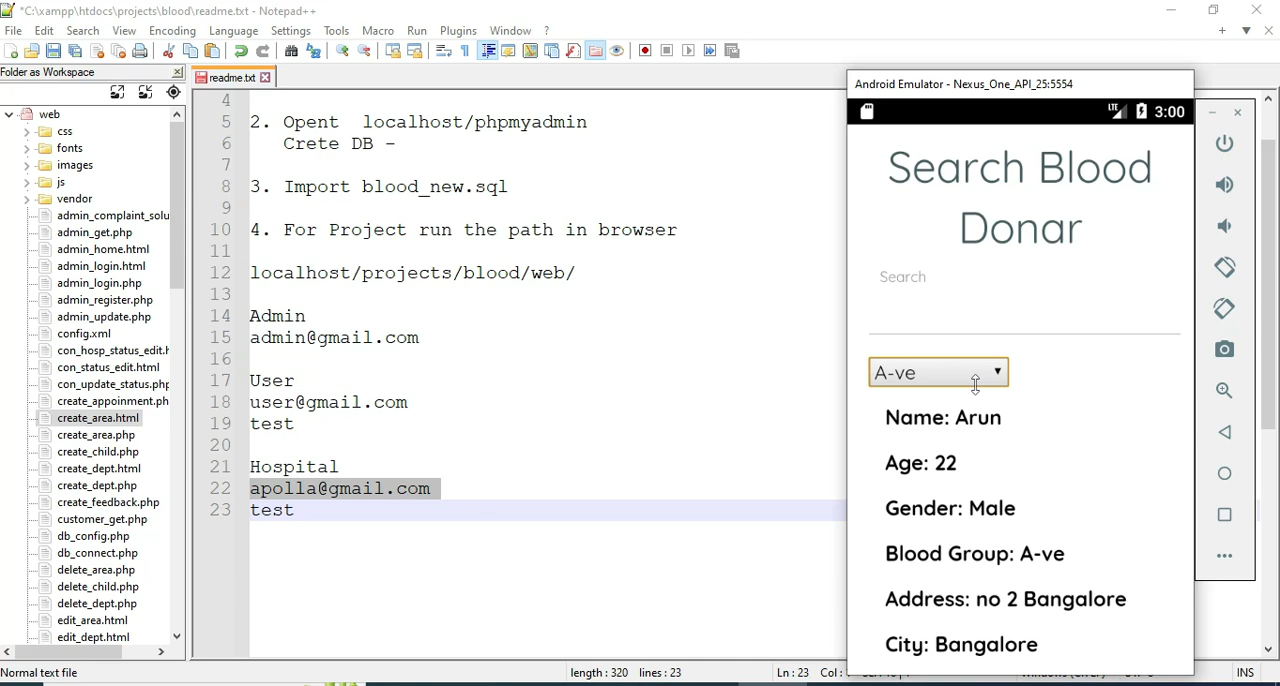 *C:\xampp\htdocs\projects\blood\readme.txt - Notepad++
File Edit Search View Encoding Language Settings Tools Macro Run Plugins Window ?
Folder as Workspace
readme.txt
web
css
fonts
images
js
vendor
admin_complaint_solu
admin_get.php
admin_home.html
admin_login.html
admin_login.php
admin_register.php
admin_update.php
config.xml
con_hosp_status_edit.h
con_status_edit.html
con_update_status.php
create_appoinment.ph
create_area.html
create_area.php
create_child.php
create_dept.html
create_dept.php
create_feedback.php
customer_get.php
db_config.php
db_connect.php
delete_area.php
delete_child.php
delete_dept.php
edit_area.html
edit_dept.html
4
5 2. Opent localhost/phpmyadmin
6 Crete DB -
7
8 3. Import blood_new.sql
9
10 4. For Project run the path in browser
11
12 localhost/projects/blood/web/
13
14 Admin
15 admin@gmail.com
16
17 User
18 user@gmail.com
19 test
20
21 Hospital
22 apolla@gmail.com
23 test
Android Emulator - Nexus_One_API_25:5554
LTE 3:00
Search Blood
Donar
Search
A-ve
Name: Arun
Age: 22
Gender: Male
Blood Group: A-ve
Address: no 2 Bangalore
City: Bangalore
Normal text file length : 320 lines : 23 Ln : 23 Col : INS